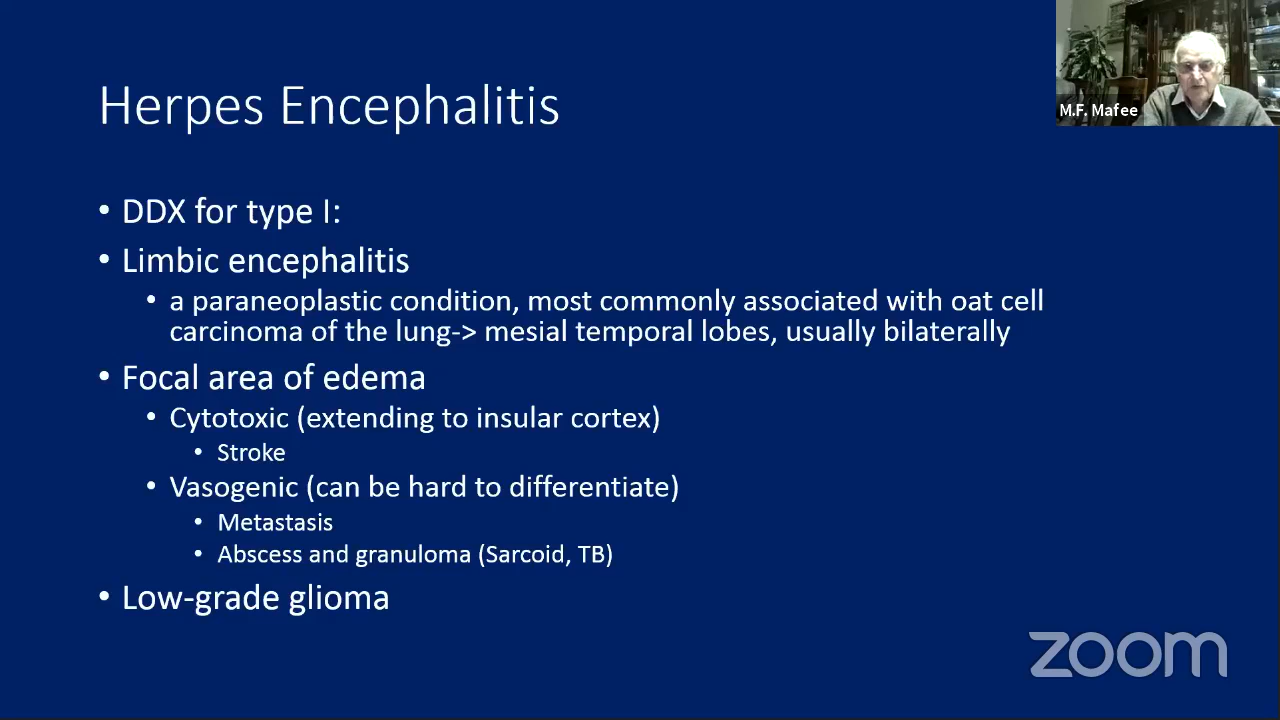 M.F. Mafee
Herpes Encephalitis
• DDX for type I:
• Limbic encephalitis
• a paraneoplastic condition, most commonly associated with oat cell
carcinoma of the lung-> mesial temporal lobes, usually bilaterally
• Focal area of edema
• Cytotoxic (extending to insular cortex)
• Stroke
• Vasogenic (can be hard to differentiate)
• Metastasis
• Abscess and granuloma (Sarcoid, TB)
• Low-grade glioma
zoom